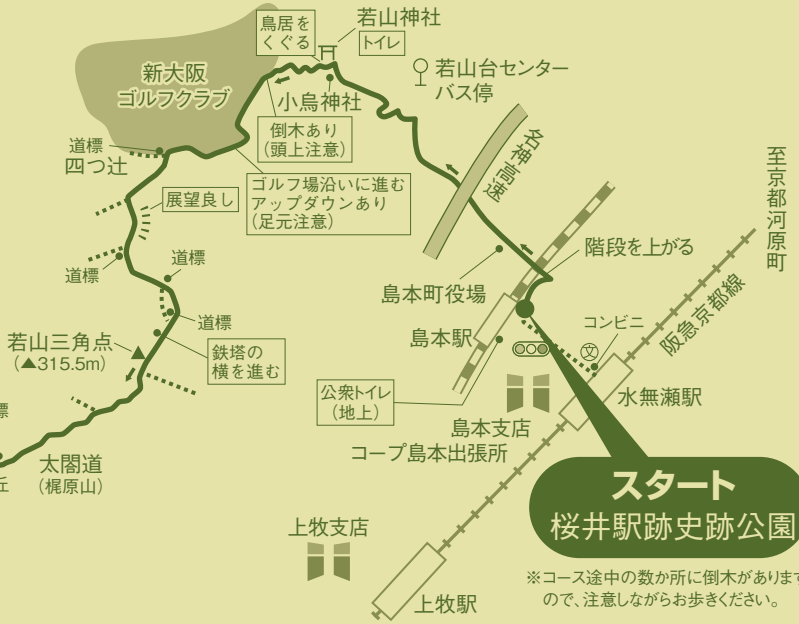 鳥居を
くぐる
若山神社
トイレ
若山台センター
バス停
新大阪
ゴルフクラブ
小烏神社
倒木あり
(頭上注意)
名神高速
道標
四つ辻
ゴルフ場沿いに進む
アップダウンあり
(足元注意)
展望良し
至京都河原町
階段を上がる
道標
道標
島本町役場
阪急京都線
道標
コンビニ
島本駅
文
若山三角点
(▲315.5m)
鉄塔の
横を進む
公衆トイレ
(地上)
水無瀬駅
島本支店
コープ島本出張所
標
丘
太閤道
(梶原山)
スタート
桜井駅跡史跡公園
上牧支店
上牧駅
※コース途中の数か所に倒木があります
ので、注意しながらお歩きください。